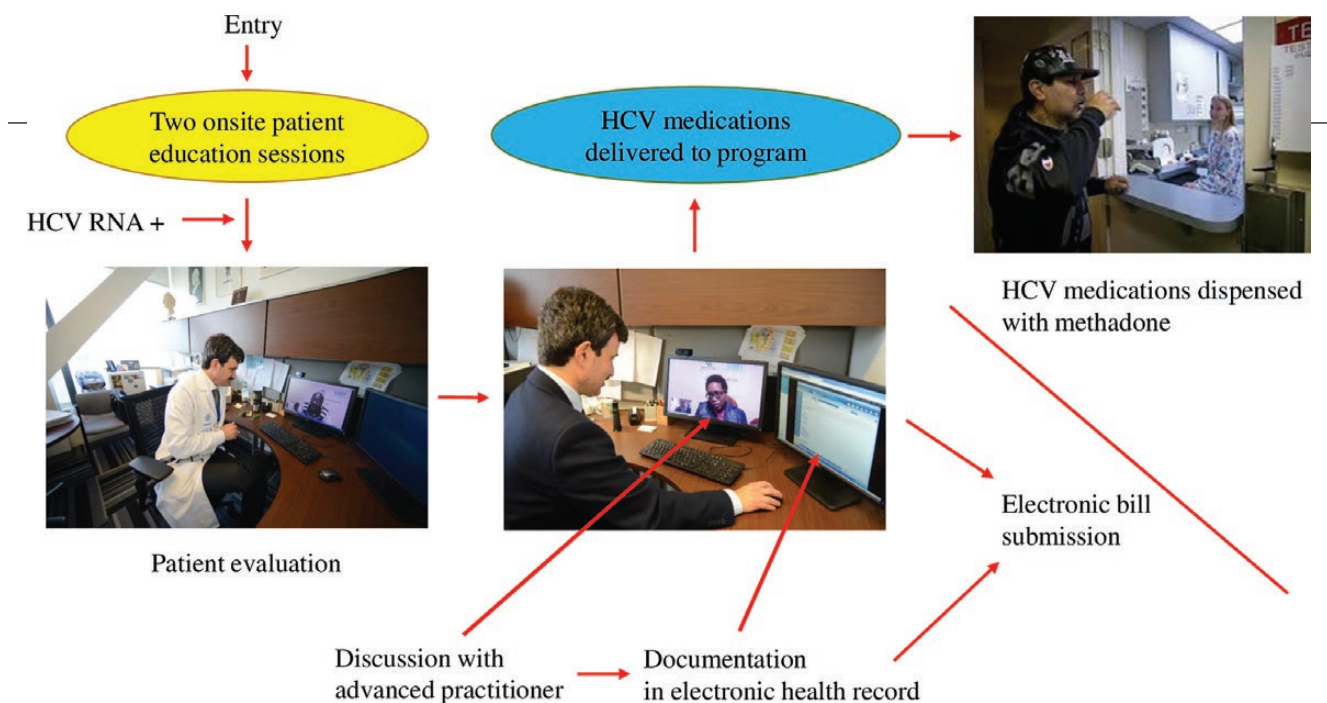 Entry
Two onsite patient
education sessions
HCV RNA +
Patient evaluation
HCV medications
delivered to program
HCV medications dispensed
with methadone
Electronic bill
submission
Discussion with
advanced practitioner
Documentation
in electronic health record